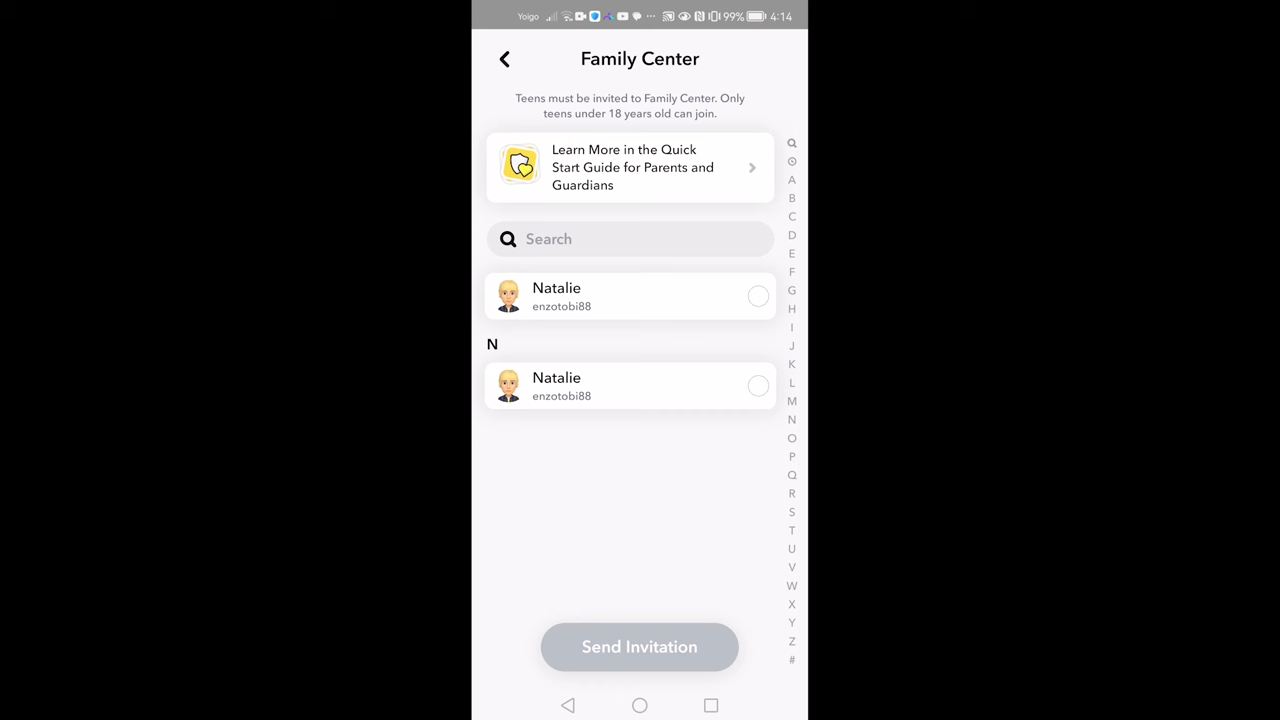 Yoigo 99% 4:14
Family Center
Teens must be invited to Family Center. Only
teens under 18 years old can join.
Learn More in the Quick
Start Guide for Parents and
Guardians
Search
Natalie
enzotobi88
N
Natalie
enzotobi88
A
B
C
D
E
F
G
H
I
J
K
L
M
N
O
P
Q
R
S
T
U
V
W
X
Y
Z
#
Send Invitation